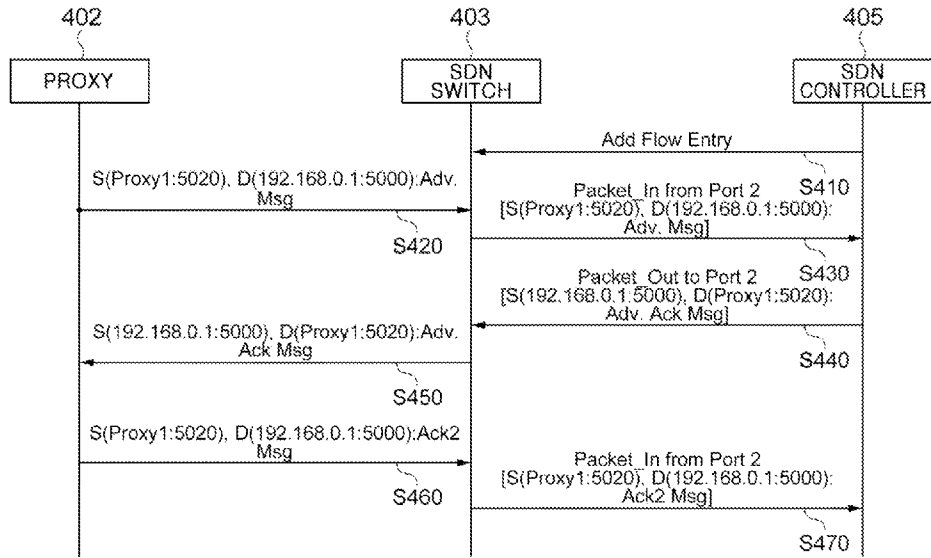 402
403
405
PROXY
SDN
SWITCH
SDN
CONTROLLER
Add Flow Entry
S410
S(Proxy1:5020), D(192.168.0.1:5000):Adv.
Msg
S420
Packet_In from Port 2
[S(Proxy1:5020), D(192.168.0.1:5000):
Adv. Msg]
S430
Packet_Out to Port 2
[S(192.168.0.1:5000), D(Proxy1:5020):
Adv. Ack Msg]
S440
S(192.168.0.1:5000), D(Proxy1:5020):Adv.
Ack Msg
S450
S(Proxy1:5020), D(192.168.0.1:5000):Ack2
Msg
S460
Packet_In from Port 2
[S(Proxy1:5020), D(192.168.0.1:5000):
Ack2 Msg]
S470